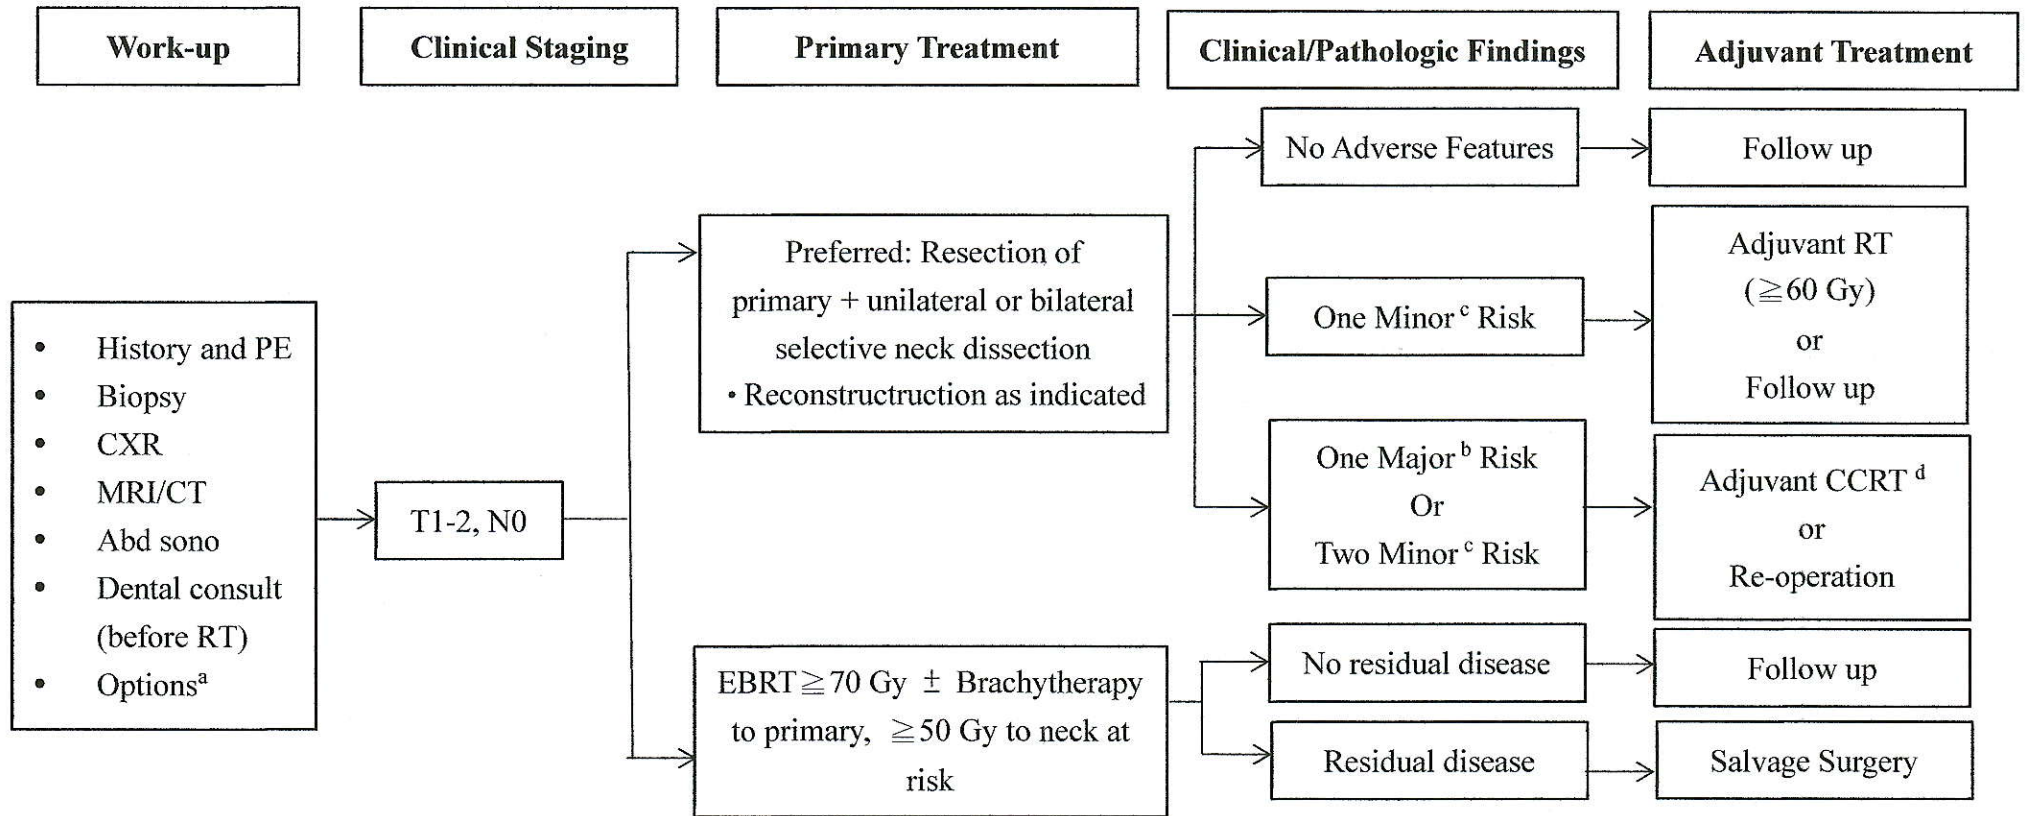 Work-up
Clinical Staging
Primary Treatment
Clinical/Pathologic Findings
Adjuvant Treatment
• History and PE
• Biopsy
• CXR
• MRI/CT
• Abd sono
• Dental consult
(before RT)
• Optionsᵃ
T1-2, N0
Preferred: Resection of
primary + unilateral or bilateral
selective neck dissection
• Reconstructruction as indicated
EBRT≧70 Gy ± Brachytherapy
to primary, ≧50 Gy to neck at
risk
No Adverse Features
One Minor ᶜ Risk
One Major ᵇ Risk
Or
Two Minor ᶜ Risk
No residual disease
Residual disease
Follow up
Adjuvant RT
(≧60 Gy)
or
Follow up
Adjuvant CCRT ᵈ
or
Re-operation
Follow up
Salvage Surgery